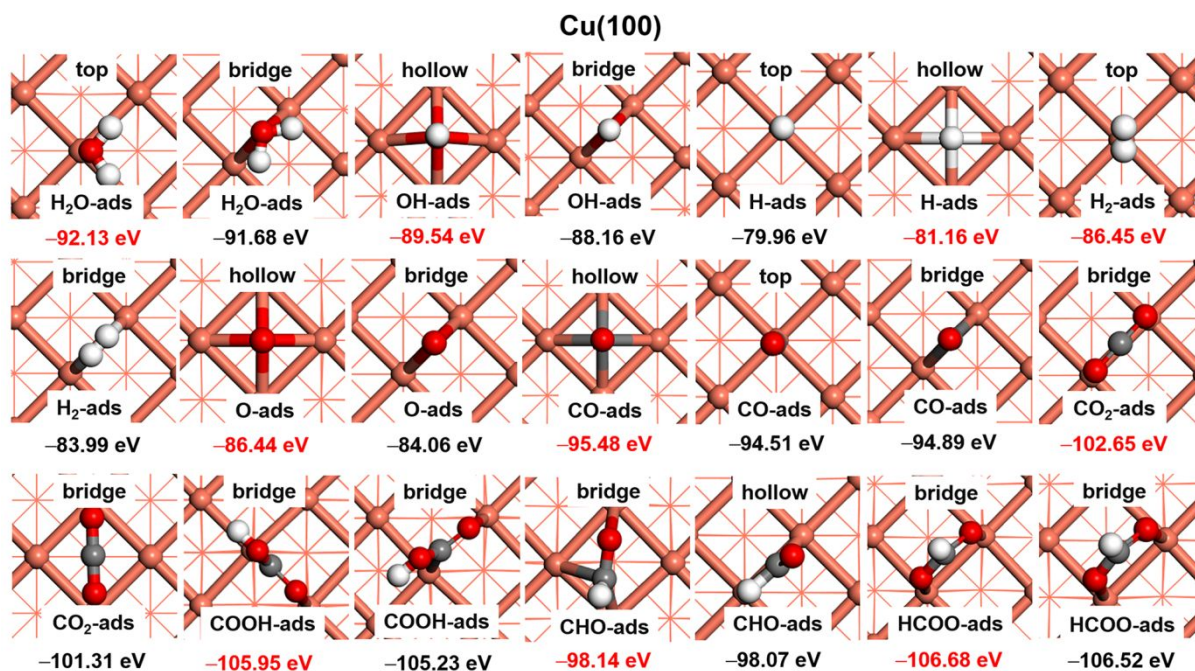 Cu(100)
top bridge hollow bridge top hollow top
H₂O-ads H₂O-ads OH-ads OH-ads H-ads H-ads H₂-ads
–92.13 eV –91.68 eV –89.54 eV –88.16 eV –79.96 eV –81.16 eV –86.45 eV
bridge hollow bridge hollow top bridge bridge
H₂-ads O-ads O-ads CO-ads CO-ads CO-ads CO₂-ads
–83.99 eV –86.44 eV –84.06 eV –95.48 eV –94.51 eV –94.89 eV –102.65 eV
bridge bridge bridge bridge hollow bridge bridge
CO₂-ads COOH-ads COOH-ads CHO-ads CHO-ads HCOO-ads HCOO-ads
–101.31 eV –105.95 eV –105.23 eV –98.14 eV –98.07 eV –106.68 eV –106.52 eV